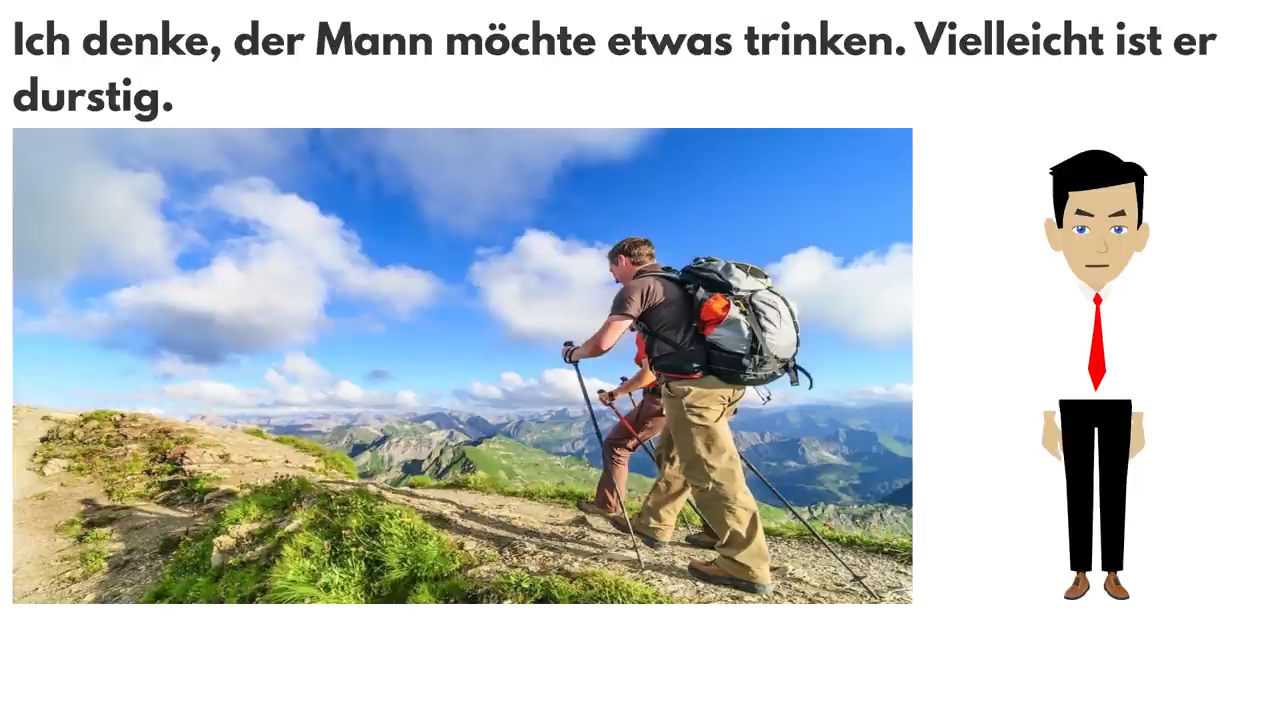 Ich denke, der Mann möchte etwas trinken. Vielleicht ist er
durstig.